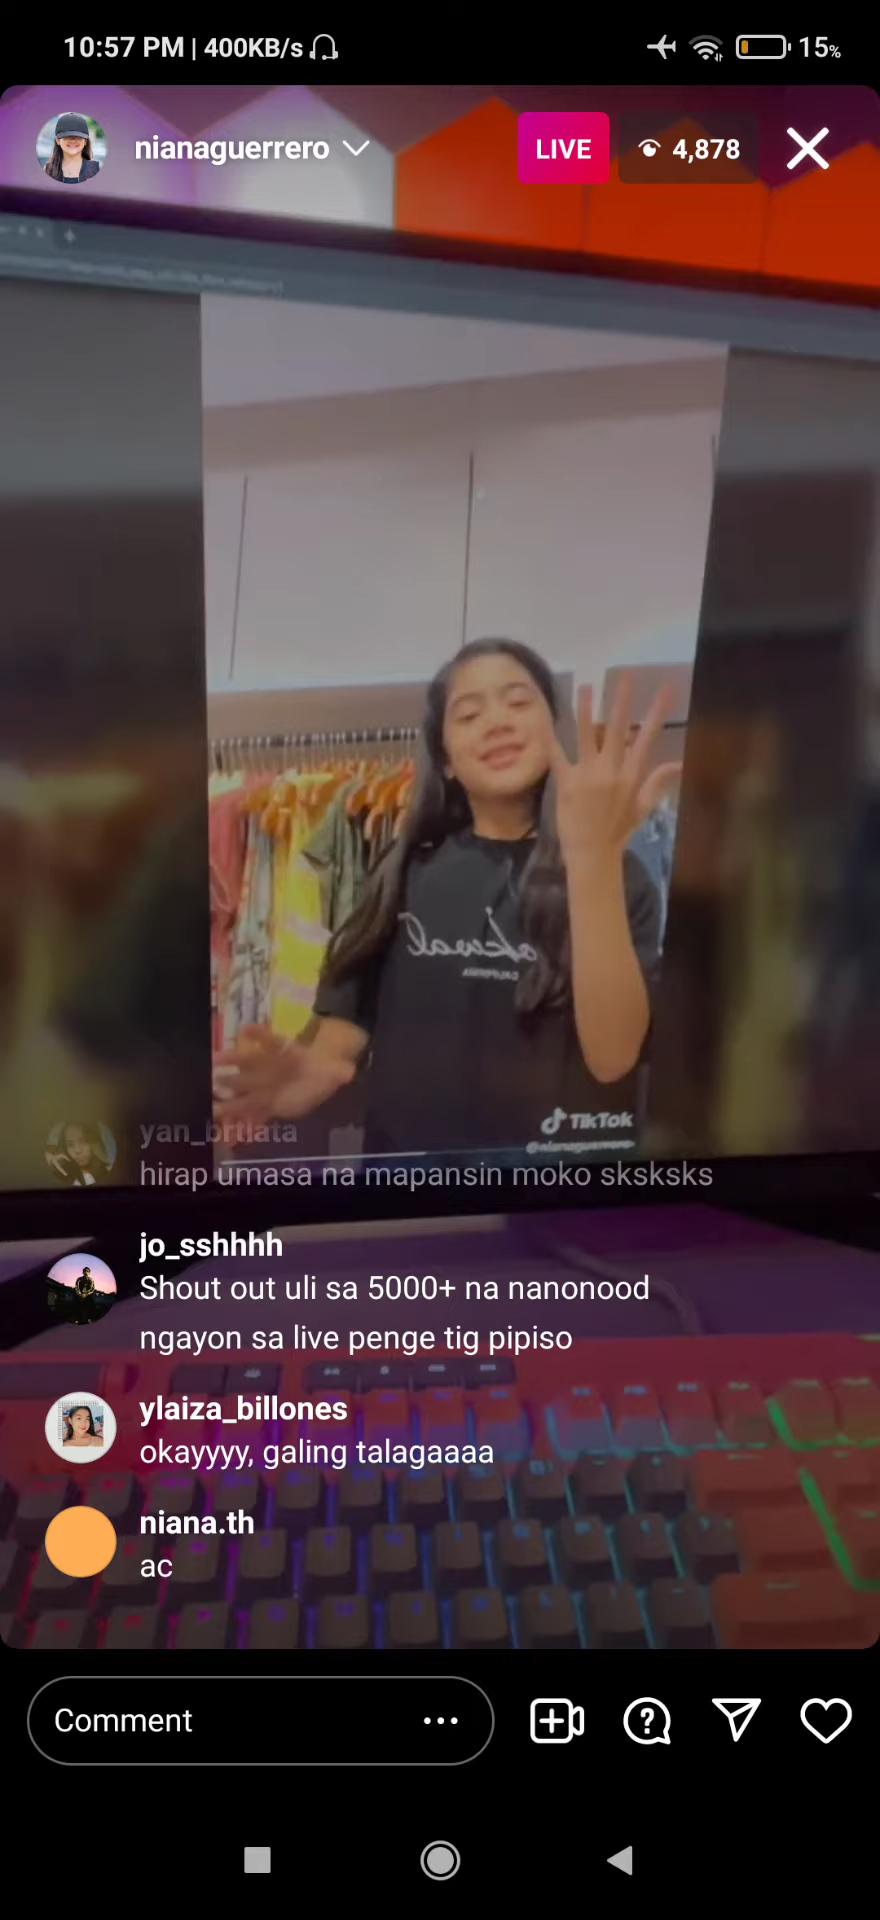 10:57 PM | 400KB/s
15%
nianaguerrero
LIVE
4,878
TikTok
yan_brtlata
hirap umasa na mapansin moko sksksks
jo_sshhhh
Shout out uli sa 5000+ na nanonood
ngayon sa live penge tig pipiso
ylaiza_billones
okayyyy, galing talagaaaa
niana.th
ac
Comment